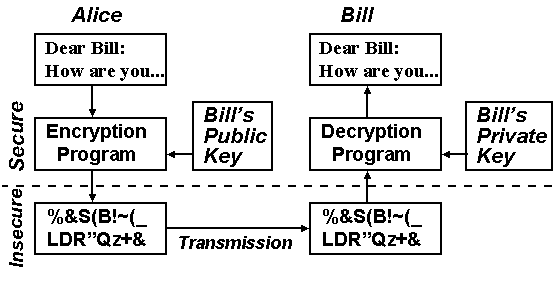 Alice
Bill
Dear Bill:
How are you...
Dear Bill:
How are you...
Secure
Encryption
Program
Bill's
Public
Key
Decryption
Program
Bill's
Private
Key
Insecure
%&S(B!~(_
LDR”Qz+&
Transmission
%&S(B!~(_
LDR”Qz+&